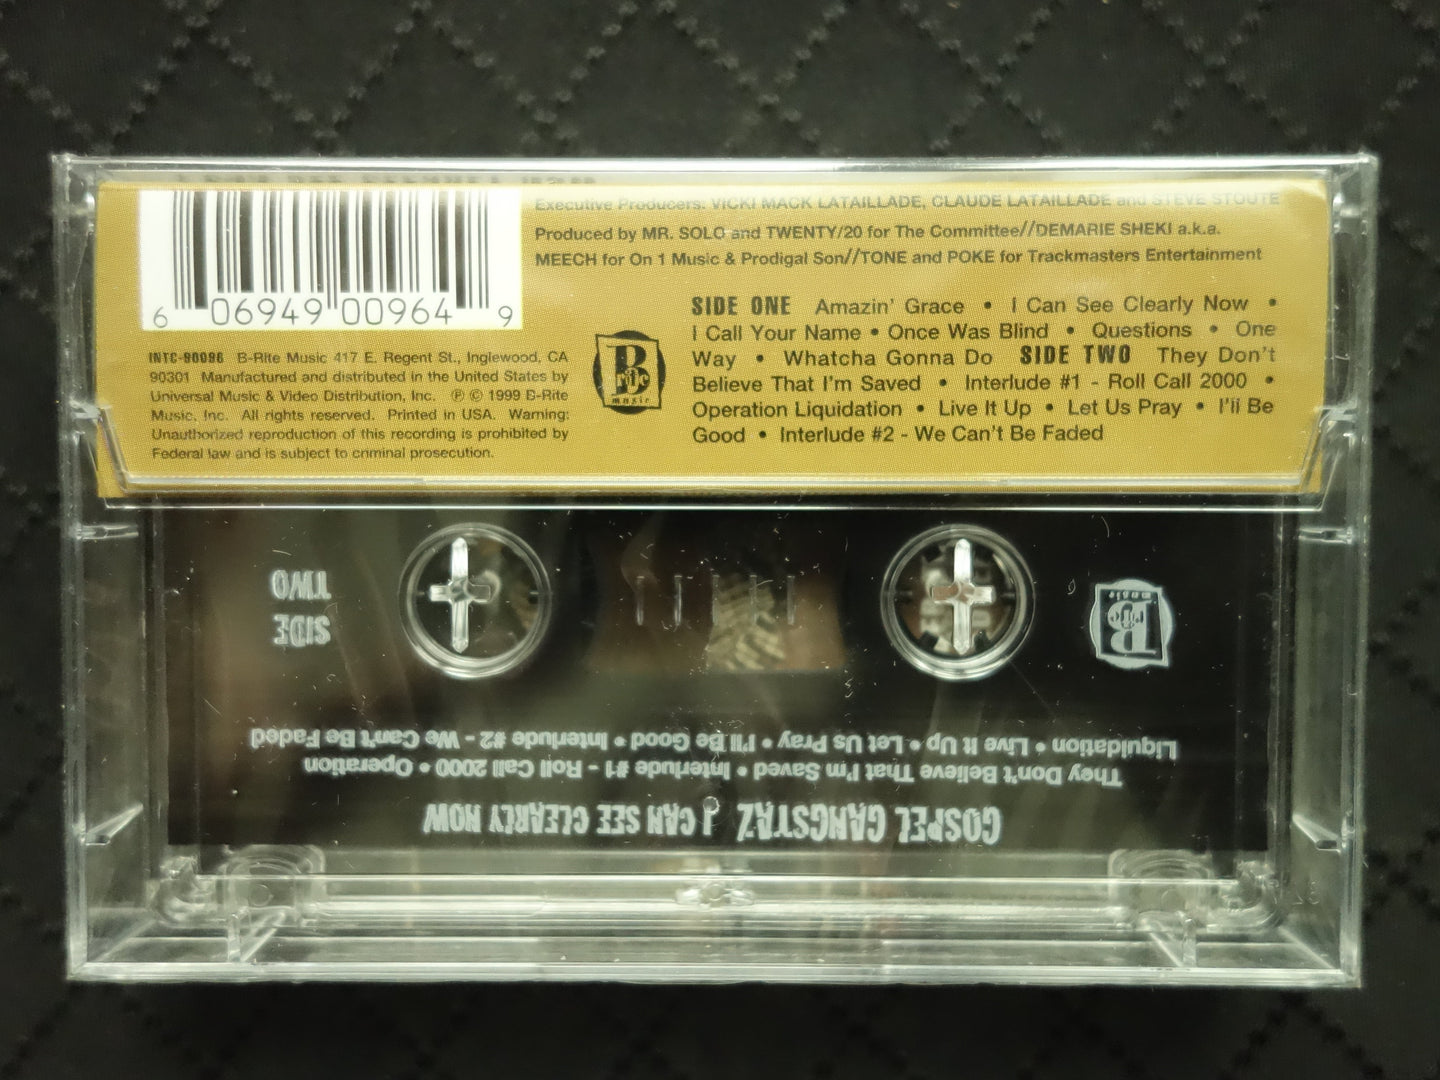 Executive Producers: VICKI MACK LATAILLADE, CLAUDE LATAILLADE and STEVE STOUTE
Produced by MR. SOLO and TWENTY/20 for The Committee//DEMARIE SHEKI a.k.a.
MEECH for On 1 Music & Prodigal Son//TONE and POKE for Trackmasters Entertainment
6 06949 00964 9
INTC-90096 B-Rite Music 417 E. Regent St., Inglewood, CA
90301 Manufactured and distributed in the United States by
Universal Music & Video Distribution, Inc. ℗ © 1999 B-Rite
Music, Inc. All rights reserved. Printed in USA. Warning:
Unauthorized reproduction of this recording is prohibited by
Federal law and is subject to criminal prosecution.
B Rite
music
SIDE ONE Amazin' Grace • I Can See Clearly Now •
I Call Your Name • Once Was Blind • Questions • One
Way • Whatcha Gonna Do SIDE TWO They Don't
Believe That I'm Saved • Interlude #1 - Roll Call 2000 •
Operation Liquidation • Live It Up • Let Us Pray • I'll Be
Good • Interlude #2 - We Can't Be Faded
GOSPEL GANGSTAZ I CAN SEE CLEARLY NOW
They Don't Believe That I'm Saved • Interlude #1 - Roll Call 2000 • Operation
Liquidation • Live It Up • Let Us Pray • I'll Be Good • Interlude #2 - We Can't Be Faded
B Rite
music
SIDE
TWO